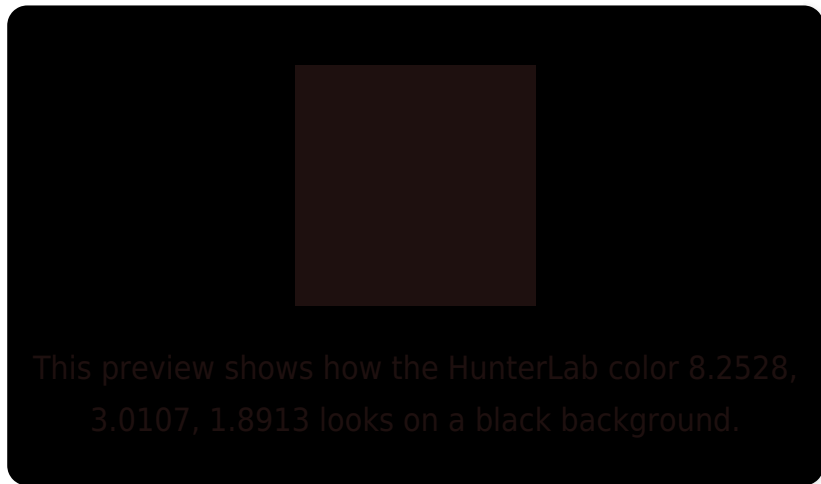 This preview shows how the HunterLab color 8.2528,
3.0107, 1.8913 looks on a black background.